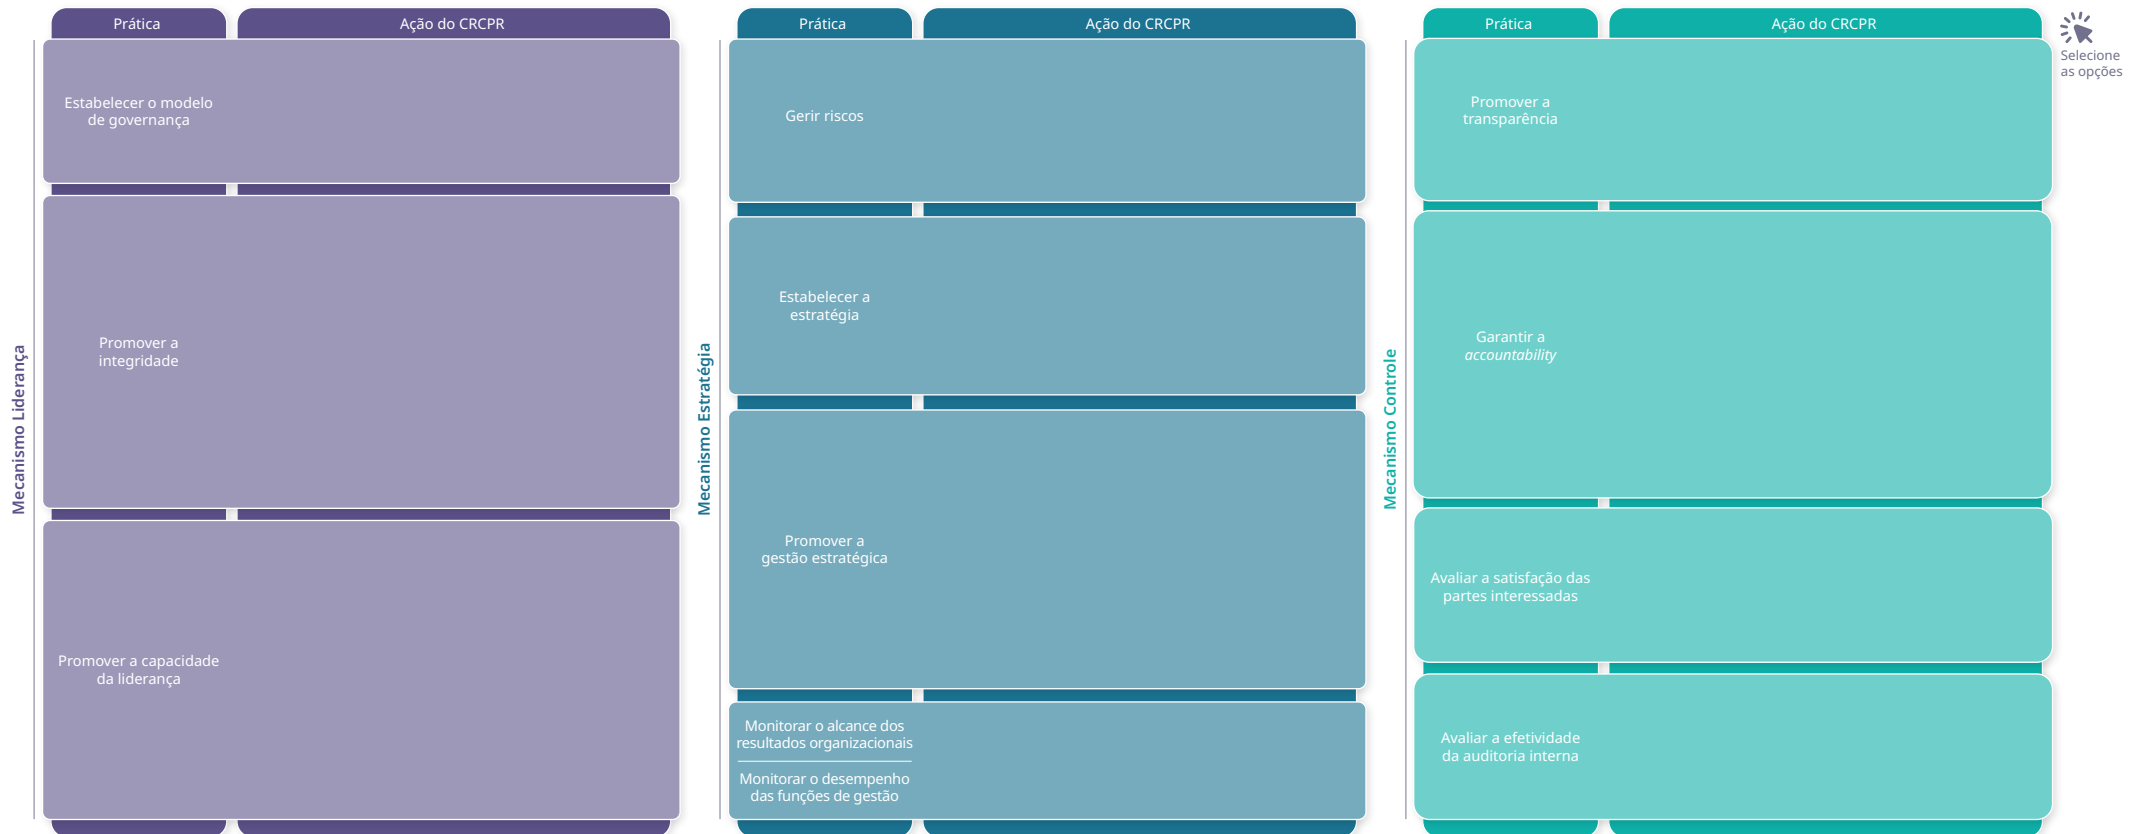 Mecanismo Liderança
Prática
Ação do CRCPR
Estabelecer o modelo
de governança
Promover a
integridade
Promover a capacidade
da liderança
Mecanismo Estratégia
Prática
Ação do CRCPR
Gerir riscos
Estabelecer a
estratégia
Promover a
gestão estratégica
Monitorar o alcance dos
resultados organizacionais
Monitorar o desempenho
das funções de gestão
Mecanismo Controle
Prática
Ação do CRCPR
Promover a
transparência
Garantir a
accountability
Avaliar a satisfação das
partes interessadas
Avaliar a efetividade
da auditoria interna
Selecione
as opções